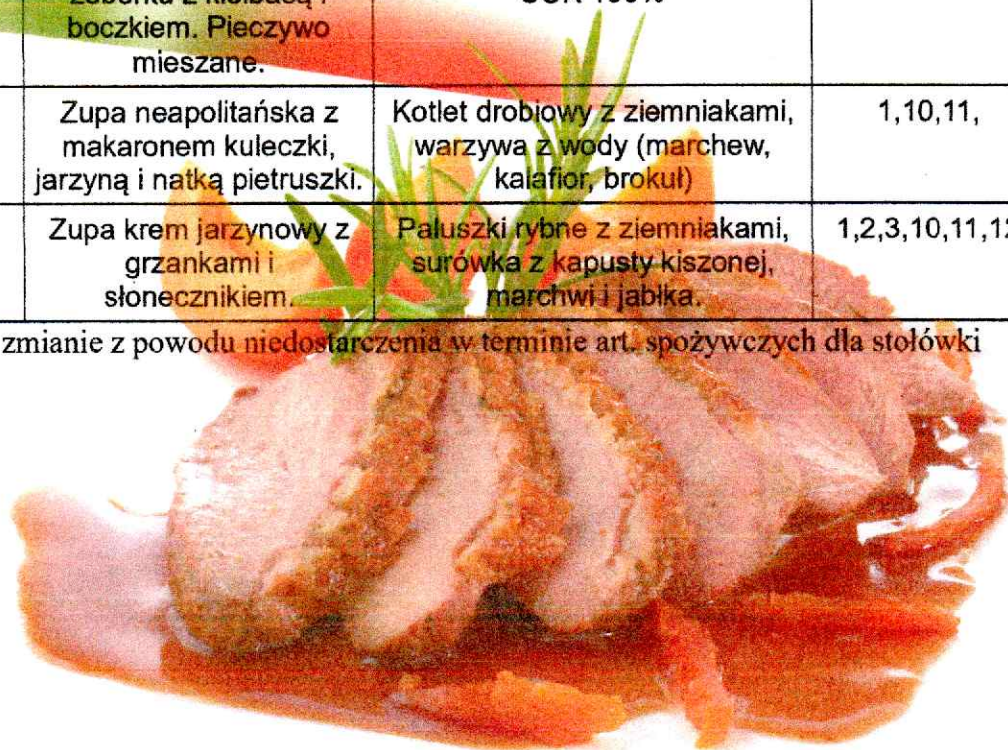 boczkiem. Pieczywo
mieszane.
Zupa neapolitańska z
makaronem kuleczki,
jarzyną i natką pietruszki.
Kotlet drobiowy z ziemniakami,
warzywa z wody (marchew,
kalafior, brokuł)
1,10,11,
Zupa krem jarzynowy z
grzankami i
słonecznikiem.
Paluszki rybne z ziemniakami,
surówka z kapusty kiszonej,
marchwi i jabłka.
1,2,3,10,11,12
zmianie z powodu niedostarczenia w terminie art. spożywczych dla stołówki